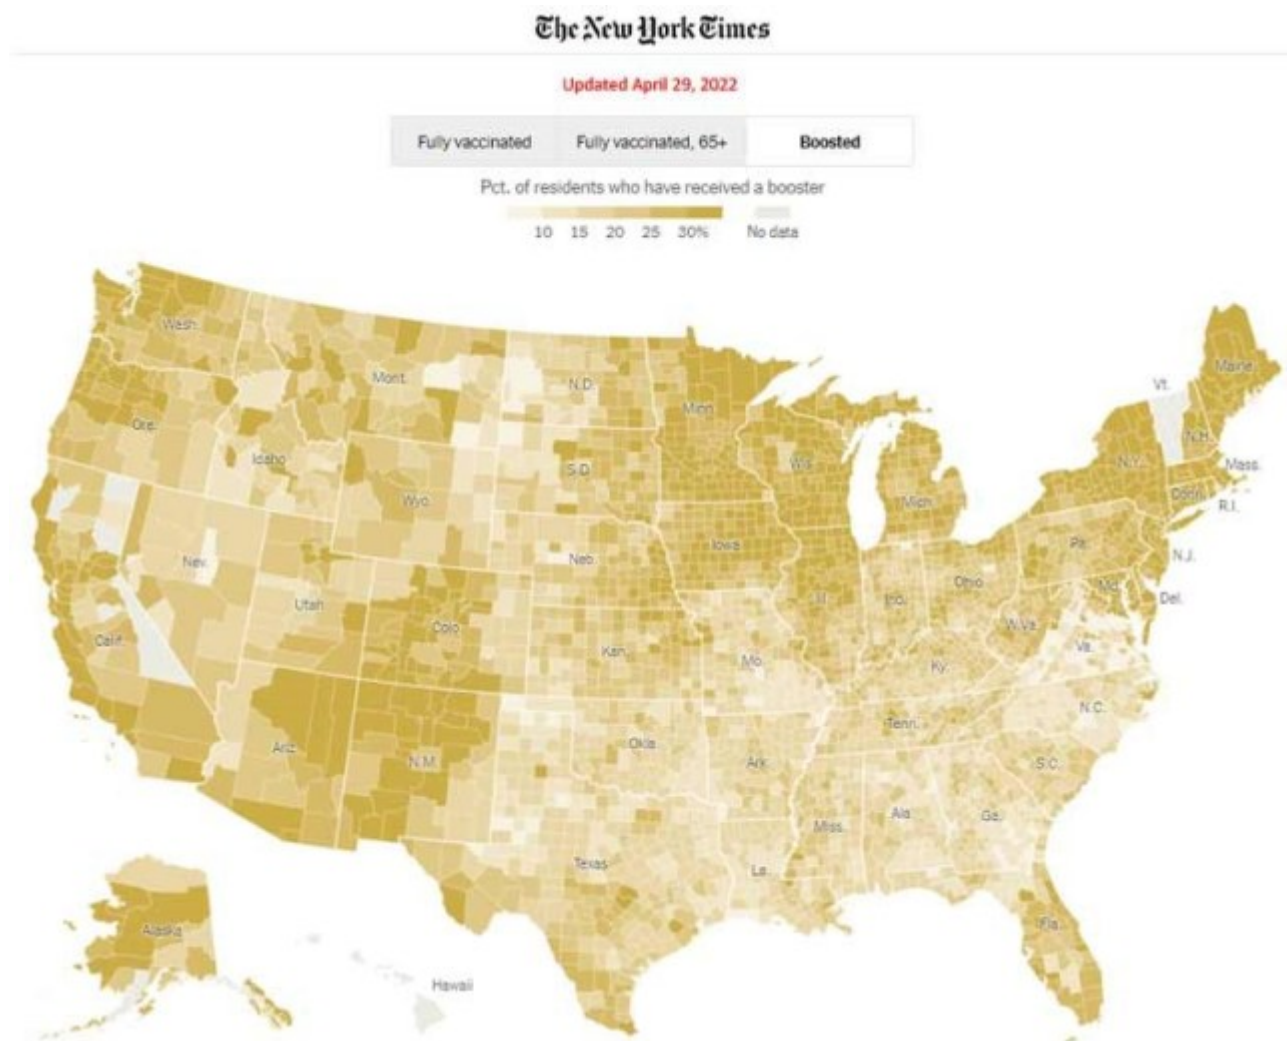 The New York Times
Updated April 29, 2022
Fully vaccinated Fully vaccinated, 65+ Boosted
Pct. of residents who have received a booster
10 15 20 25 30% No data
Wash.
Mont.
N.D.
Minn.
Vt.
Maine
Ore.
Idaho
S.D.
Wis.
Mich.
N.Y.
N.H.
Mass.
Wyo.
Conn.
R.I.
Nev.
Neb.
Iowa
Pa.
N.J.
Utah
Colo.
Ill.
Ind.
Ohio
Md.
Del.
Calif.
Kan.
Mo.
Ky.
W.Va.
Va.
Ariz.
N.M.
Okla.
Ark.
Tenn.
N.C.
S.C.
Texas
La.
Miss.
Ala.
Ga.
Fla.
Alaska
Hawaii